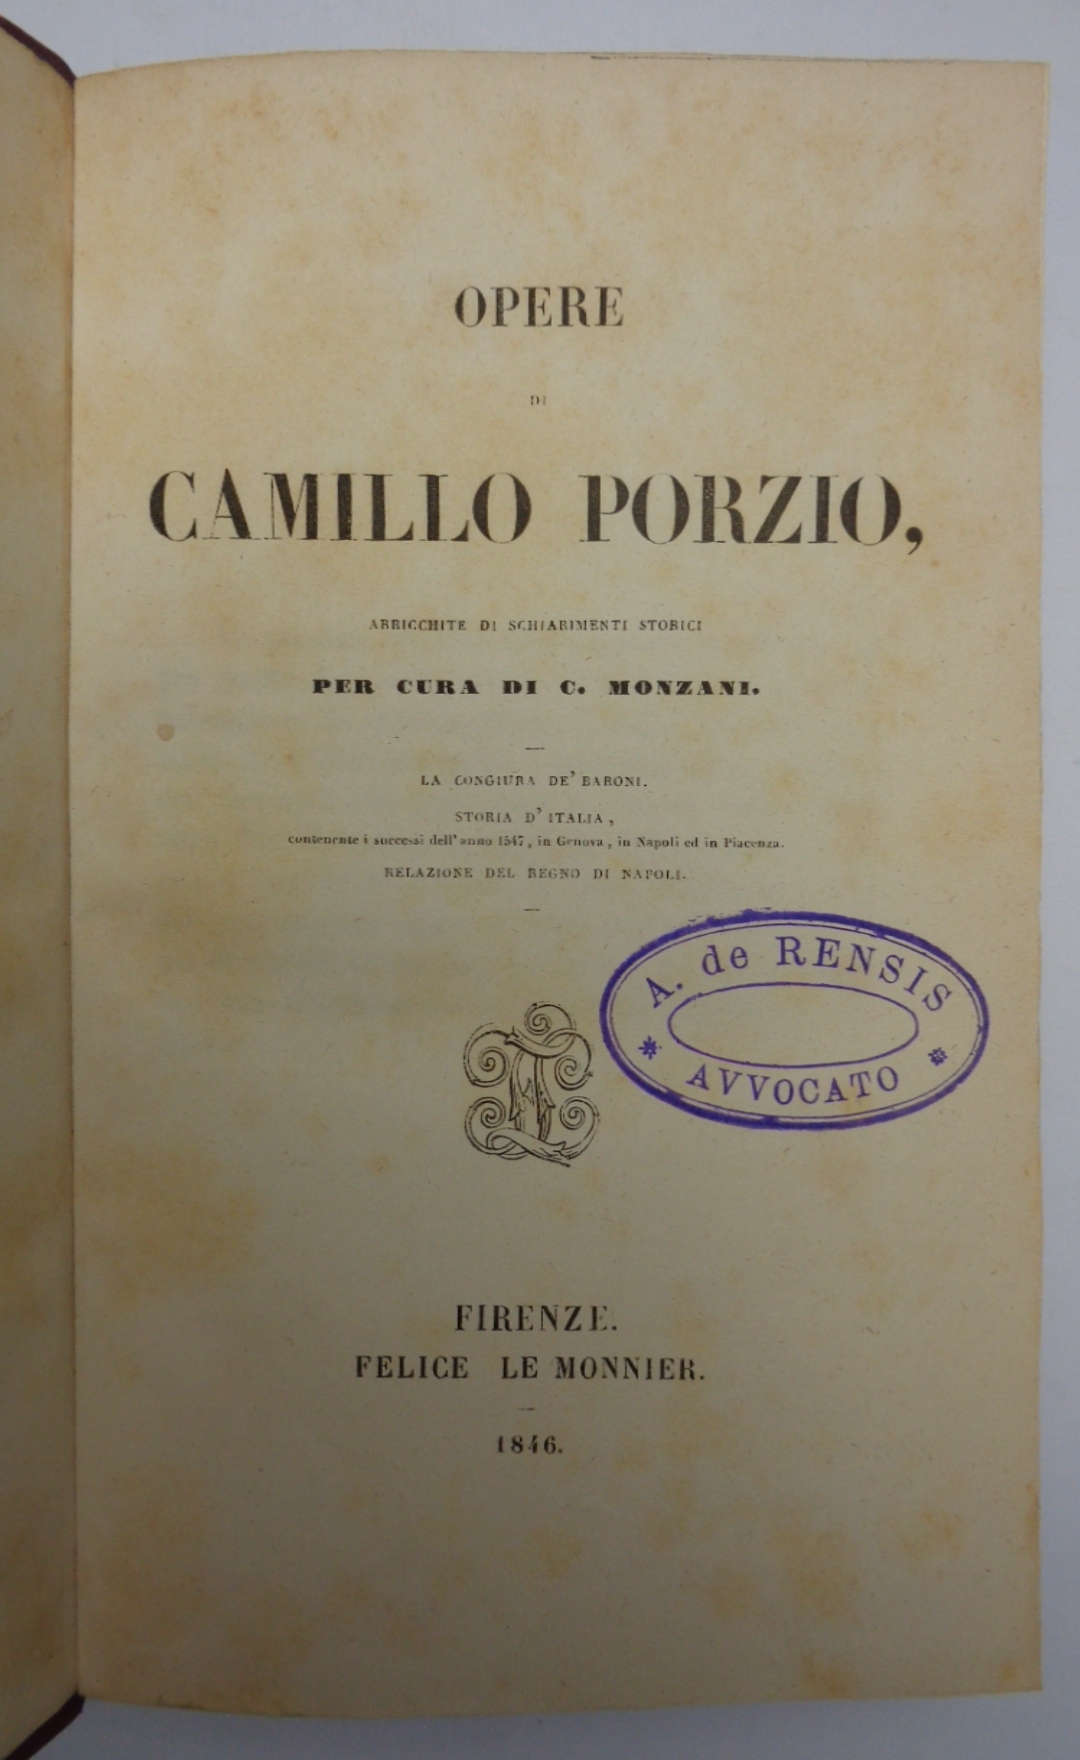 OPERE
DI
CAMILLO PORZIO,
ARRICCHITE DI SCHIARIMENTI STORICI
PER CURA DI C. MONZANI.
LA CONGIURA DE' BARONI.
STORIA D' ITALIA,
contenente i successi dell' anno 1547, in Genova, in Napoli ed in Piacenza.
RELAZIONE DEL REGNO DI NAPOLI.
A. de RENSIS
* AVVOCATO *
FIRENZE.
FELICE LE MONNIER.
1846.